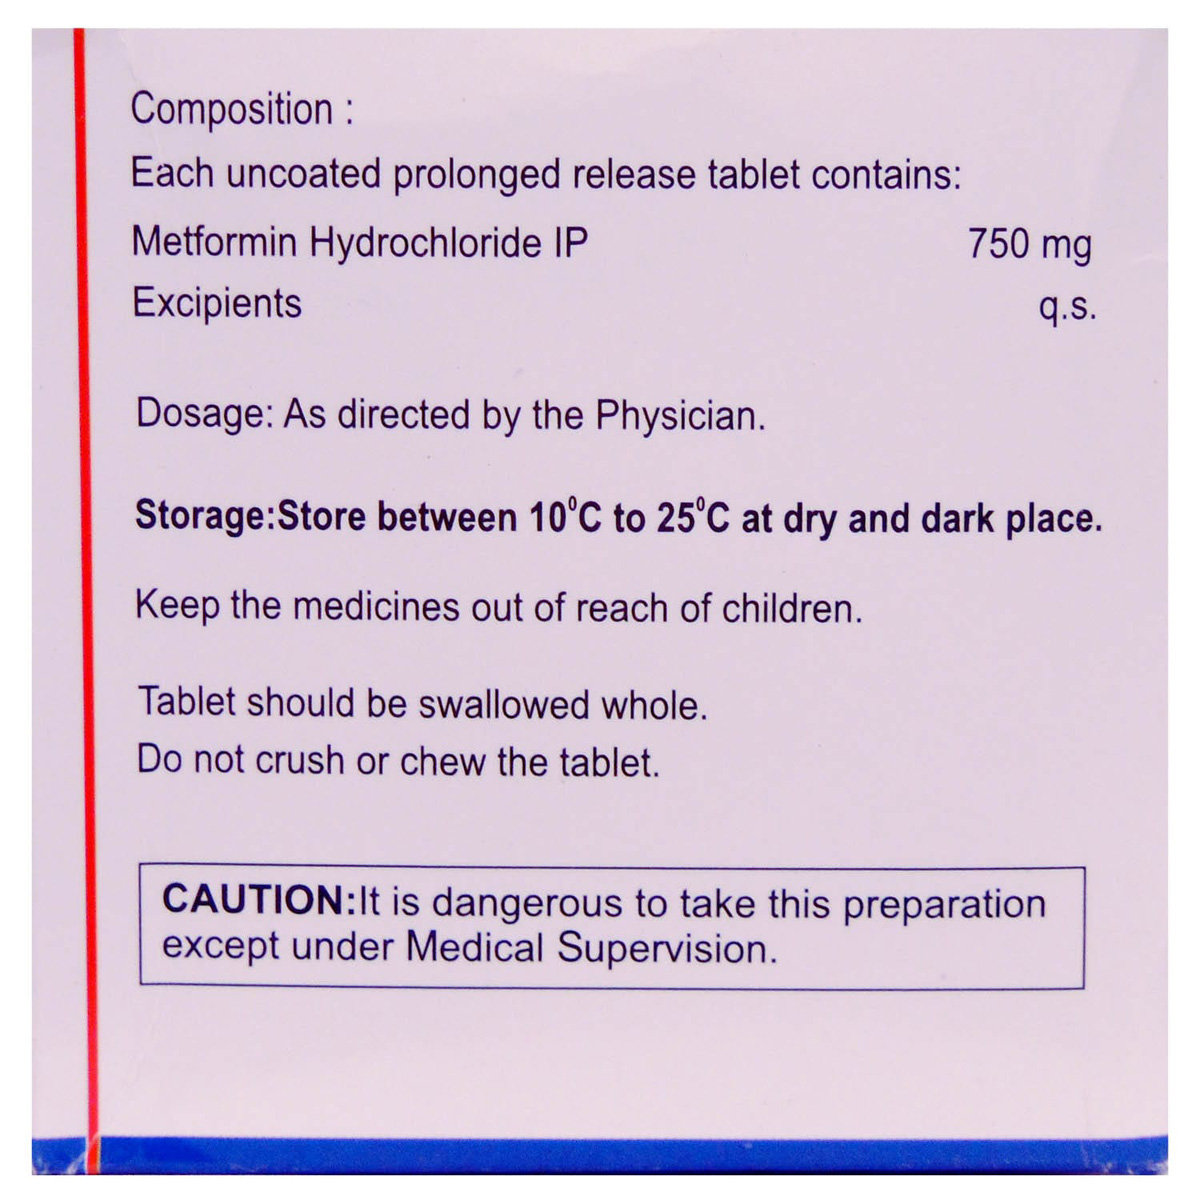 Composition :
Each uncoated prolonged release tablet contains:
Metformin Hydrochloride IP 750 mg
Excipients q.s.
Dosage: As directed by the Physician.
Storage:Store between 10⁰C to 25⁰C at dry and dark place.
Keep the medicines out of reach of children.
Tablet should be swallowed whole.
Do not crush or chew the tablet.
CAUTION:It is dangerous to take this preparation
except under Medical Supervision.